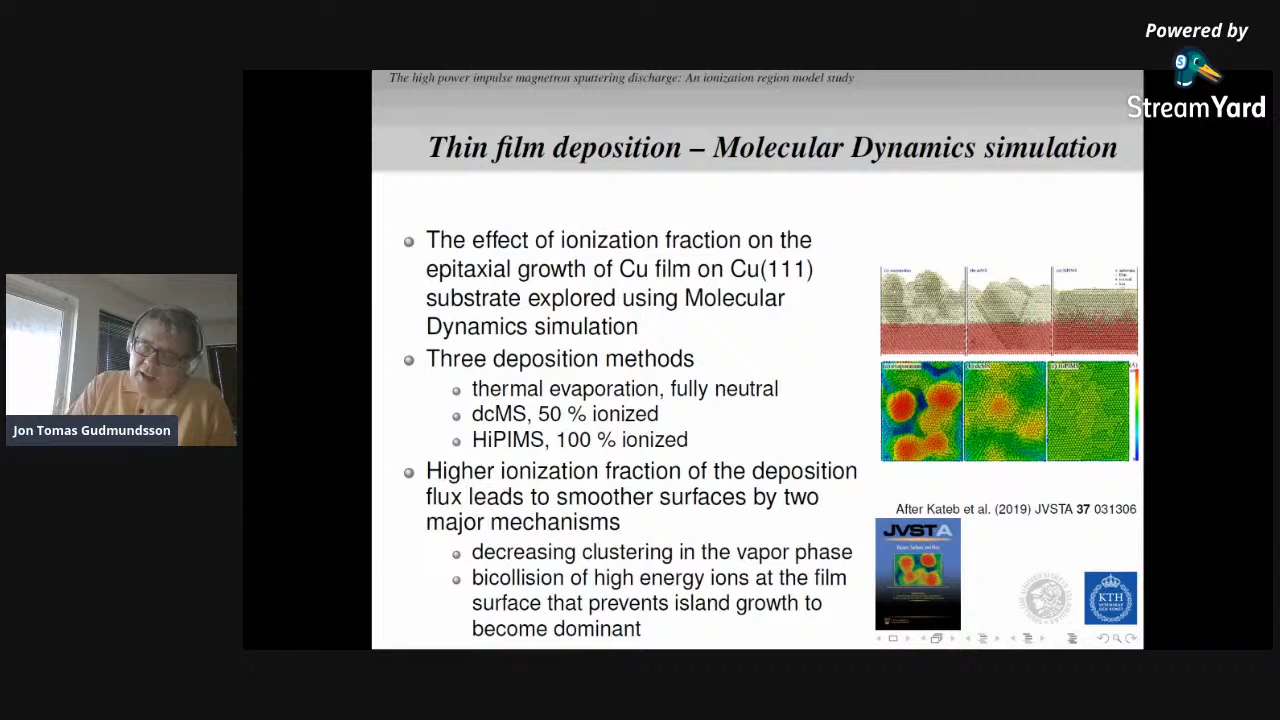 Powered by
StreamYard
The high power impulse magnetron sputtering discharge: An ionization region model study
Thin film deposition – Molecular Dynamics simulation
The effect of ionization fraction on the
epitaxial growth of Cu film on Cu(111)
substrate explored using Molecular
Dynamics simulation
Three deposition methods
thermal evaporation, fully neutral
dcMS, 50 % ionized
HiPIMS, 100 % ionized
Higher ionization fraction of the deposition
flux leads to smoother surfaces by two
major mechanisms
decreasing clustering in the vapor phase
bicollision of high energy ions at the film
surface that prevents island growth to
become dominant
After Kateb et al. (2019) JVSTA 37 031306
JVSTA
KTH
Jon Tomas Gudmundsson